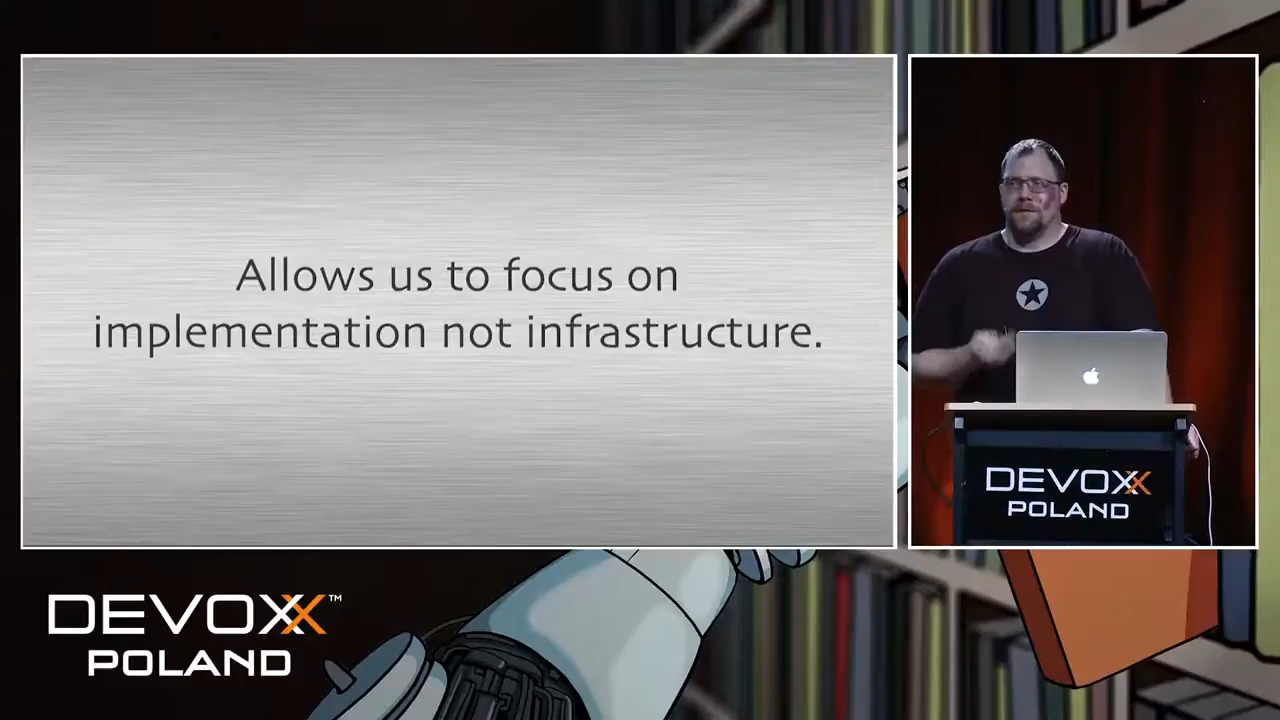 Allows us to focus on
implementation not infrastructure.
DEVOXX
POLAND
DEVOXX™
POLAND